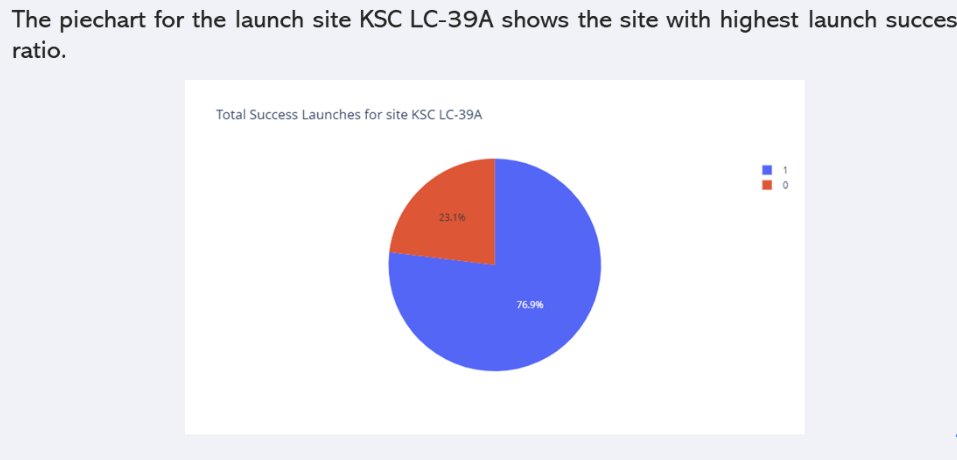 The piechart for the launch site KSC LC-39A shows the site with highest launch succes
ratio.
Total Success Launches for site KSC LC-39A
1
0
23.1%
76.9%